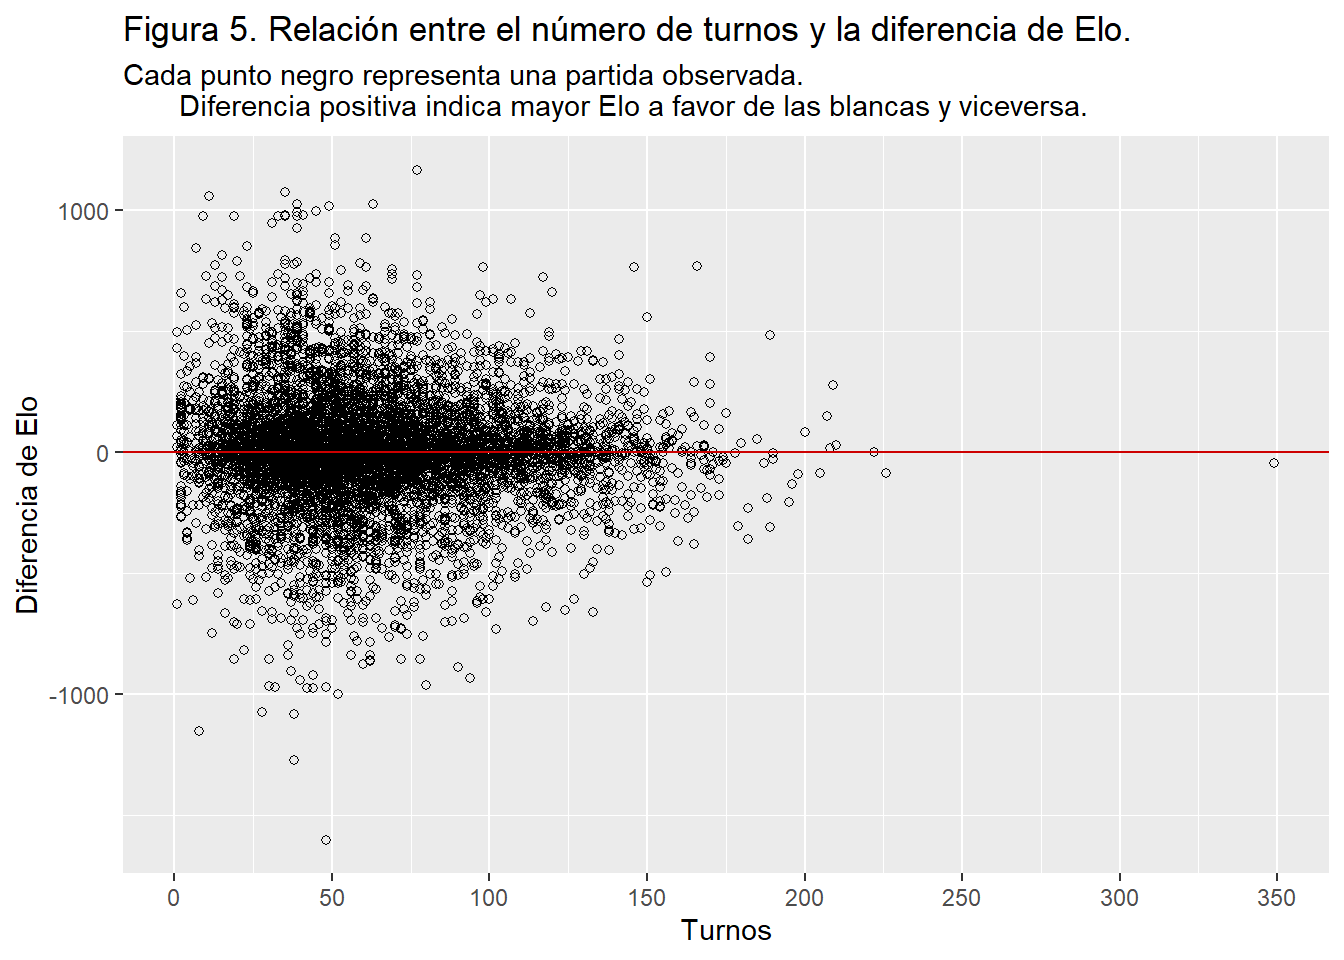 Figura 5. Relación entre el número de turnos y la diferencia de Elo.
Cada punto negro representa una partida observada.
Diferencia positiva indica mayor Elo a favor de las blancas y viceversa.
Diferencia de Elo
1000
0
-1000
0 50 100 150 200 250 300 350
Turnos